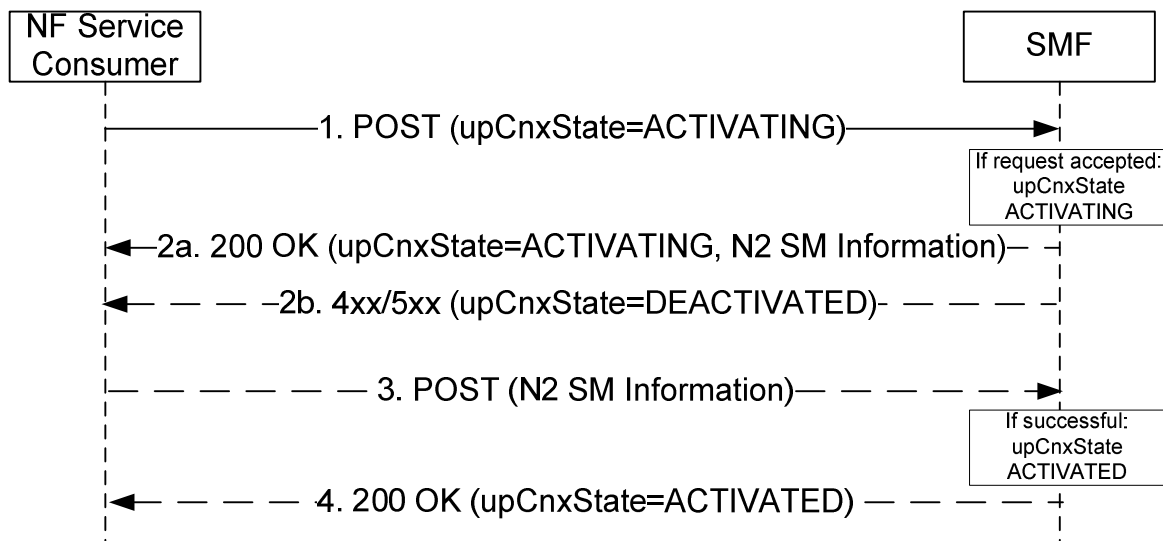 NF Service
Consumer
SMF
1. POST (upCnxState=ACTIVATING)
If request accepted:
upCnxState
ACTIVATING
2a. 200 OK (upCnxState=ACTIVATING, N2 SM Information)
2b. 4xx/5xx (upCnxState=DEACTIVATED)
3. POST (N2 SM Information)
If successful:
upCnxState
ACTIVATED
4. 200 OK (upCnxState=ACTIVATED)